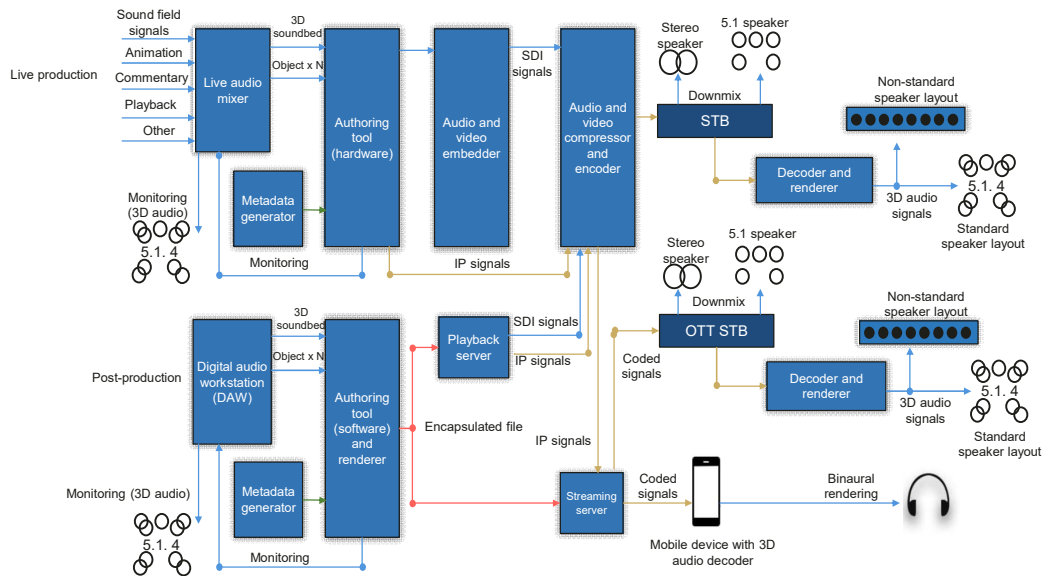 Sound field
signals
Animation
Live production
Commentary
Playback
Other
Live audio
mixer
3D
soundbed
Object x N
Authoring
tool
(hardware)
Audio and
video
embedder
SDI
signals
Audio and
video
compressor
and
encoder
Metadata
generator
Monitoring
(3D audio)
5.1. 4
Monitoring
IP signals
Stereo
speaker
5.1 speaker
Downmix
STB
Non-standard
speaker layout
Decoder and
renderer
3D audio
signals
5.1. 4
Standard
speaker layout
Post-production
Digital audio
workstation
(DAW)
3D
soundbed
Object x N
Authoring
tool
(software) and
renderer
Metadata
generator
Monitoring (3D audio)
5.1. 4
Monitoring
Playback
server
SDI signals
IP signals
Encapsulated file
IP signals
Streaming
server
Stereo
speaker
5.1 speaker
Downmix
OTT STB
Coded
signals
Non-standard
speaker layout
Decoder and
renderer
3D audio
signals
5.1. 4
Standard
speaker layout
Coded
signals
Mobile device with 3D
audio decoder
Binaural
rendering